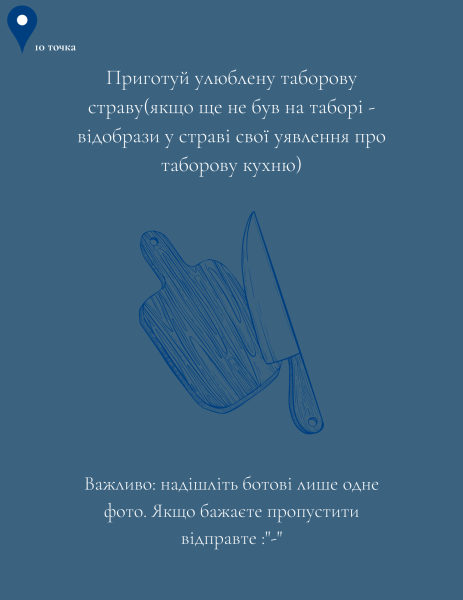 10 точка
Приготуй улюблену таборову
страву(якщо ще не був на таборі -
відобрази у страві свої уявлення про
таборову кухню)
Важливо: надішліть ботові лише одне
фото. Якщо бажаєте пропустити
відправте :"-"